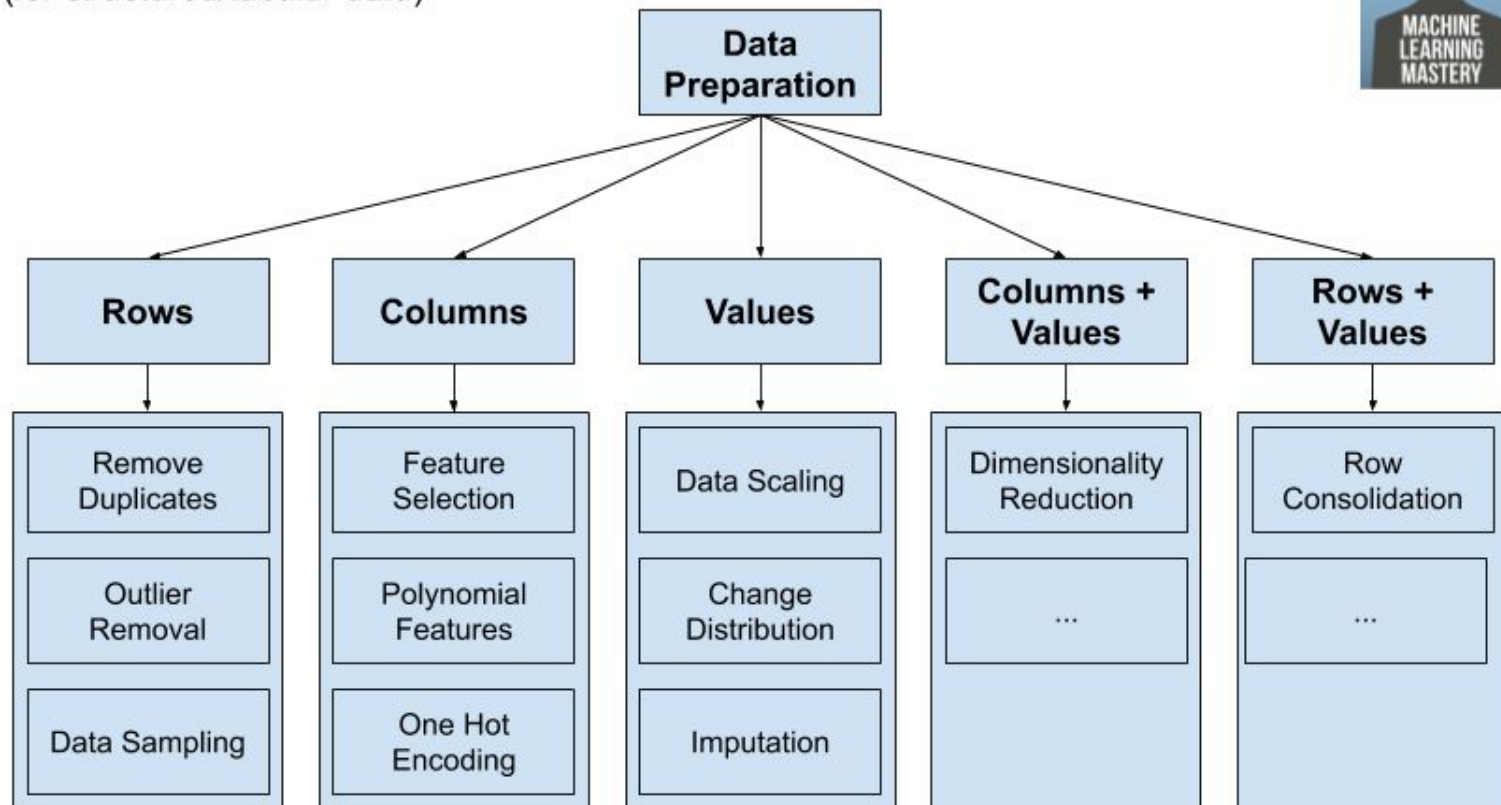 Data
Preparation
MACHINE
LEARNING
MASTERY
Rows
Columns
Values
Columns +
Values
Rows +
Values
Remove
Duplicates
Outlier
Removal
Data Sampling
Feature
Selection
Polynomial
Features
One Hot
Encoding
Data Scaling
Change
Distribution
Imputation
Dimensionality
Reduction
...
Row
Consolidation
...